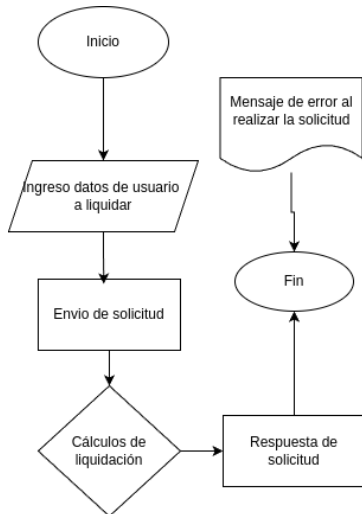 Inicio
Ingreso datos de usuario
a liquidar
Envio de solicitud
Cálculos de
liquidación
Respuesta de
solicitud
Fin
Mensaje de error al
realizar la solicitud